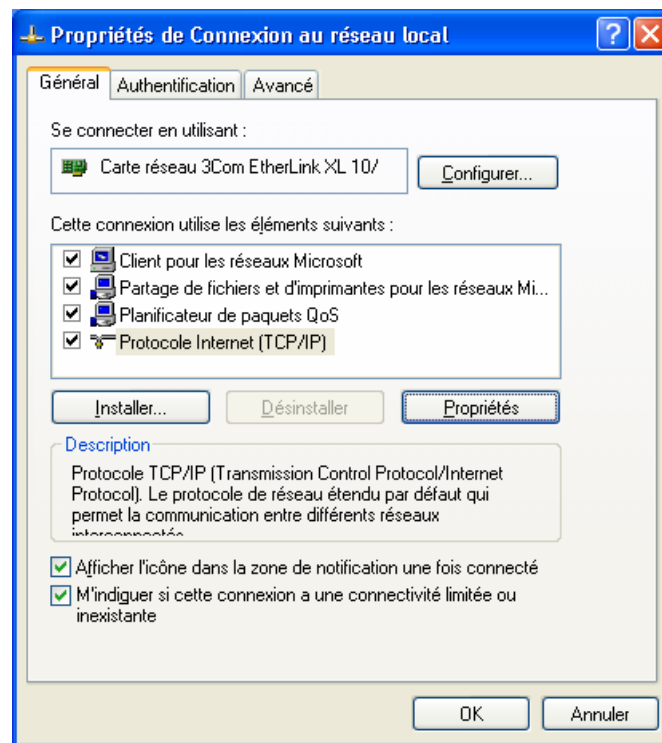 Propriétés de Connexion au réseau local
Général Authentification Avancé
Se connecter en utilisant :
Carte réseau 3Com EtherLink XL 10/
Configurer...
Cette connexion utilise les éléments suivants :
Client pour les réseaux Microsoft
Partage de fichiers et d'imprimantes pour les réseaux Mi...
Planificateur de paquets QoS
Protocole Internet (TCP/IP)
Installer... Désinstaller Propriétés
Description
Protocole TCP/IP (Transmission Control Protocol/Internet
Protocol). Le protocole de réseau étendu par défaut qui
permet la communication entre différents réseaux
interconnectés
Afficher l'icône dans la zone de notification une fois connecté
M'indiquer si cette connexion a une connectivité limitée ou
inexistante
OK Annuler